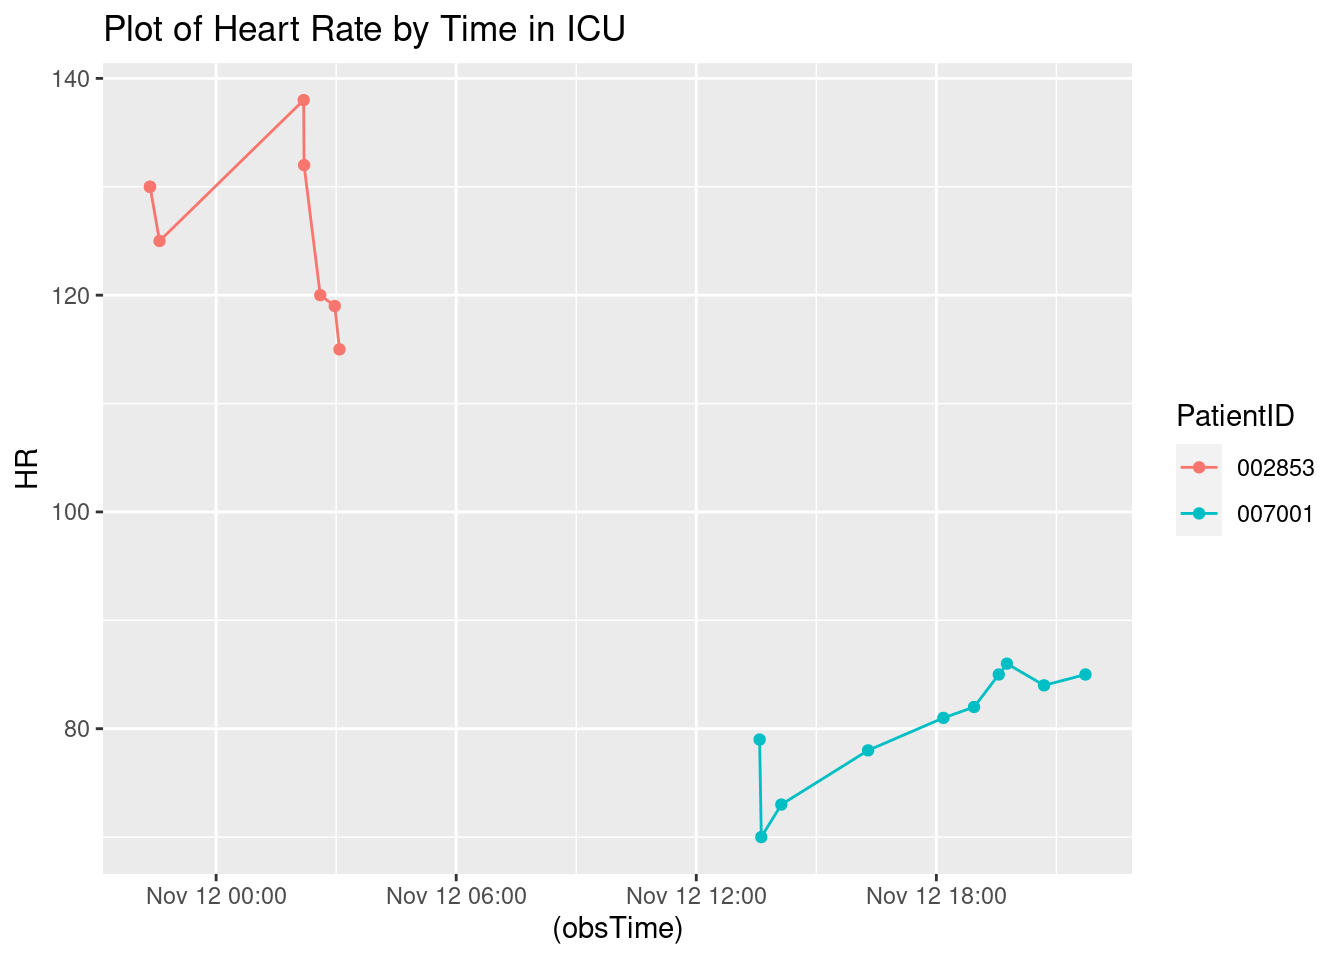 Plot of Heart Rate by Time in ICU
140
120
100
80
HR
Nov 12 00:00
Nov 12 06:00
Nov 12 12:00
Nov 12 18:00
(obsTime)
PatientID
002853
007001